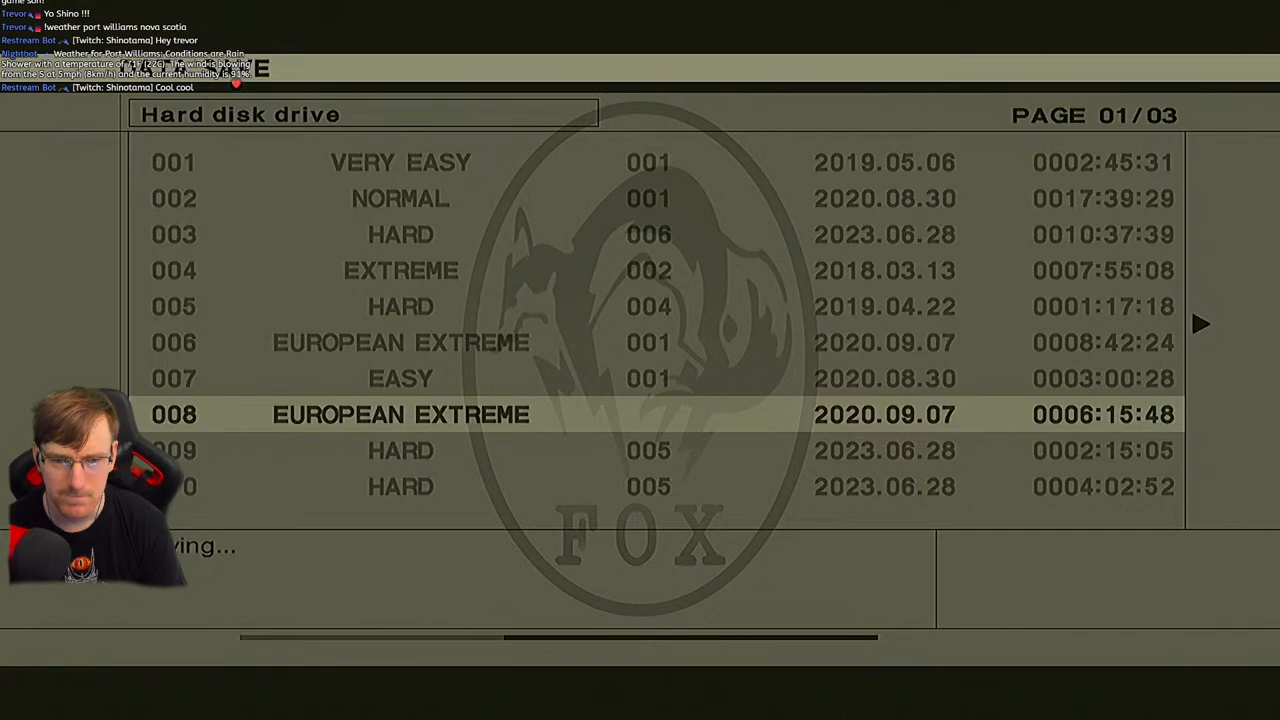 game son!
Trevor Yo Shino !!!
Trevor !weather port williams nova scotia
Restream Bot [Twitch: Shinotama] Hey trevor
Nightbot Weather for Port Williams: Conditions are Rain
Shower with a temperature of 71F (22C). The wind is blowing
from the S at 5mph (8km/h) and the current humidity is 91%.
Restream Bot [Twitch: Shinotama] Cool cool
Hard disk drive
PAGE 01/03
001 VERY EASY 001 2019.05.06 0002:45:31
002 NORMAL 001 2020.08.30 0017:39:29
003 HARD 006 2023.06.28 0010:37:39
004 EXTREME 002 2018.03.13 0007:55:08
005 HARD 004 2019.04.22 0001:17:18
006 EUROPEAN EXTREME 001 2020.09.07 0008:42:24
007 EASY 001 2020.08.30 0003:00:28
008 EUROPEAN EXTREME 2020.09.07 0006:15:48
09 HARD 005 2023.06.28 0002:15:05
0 HARD 005 2023.06.28 0004:02:52
ving...
FOX